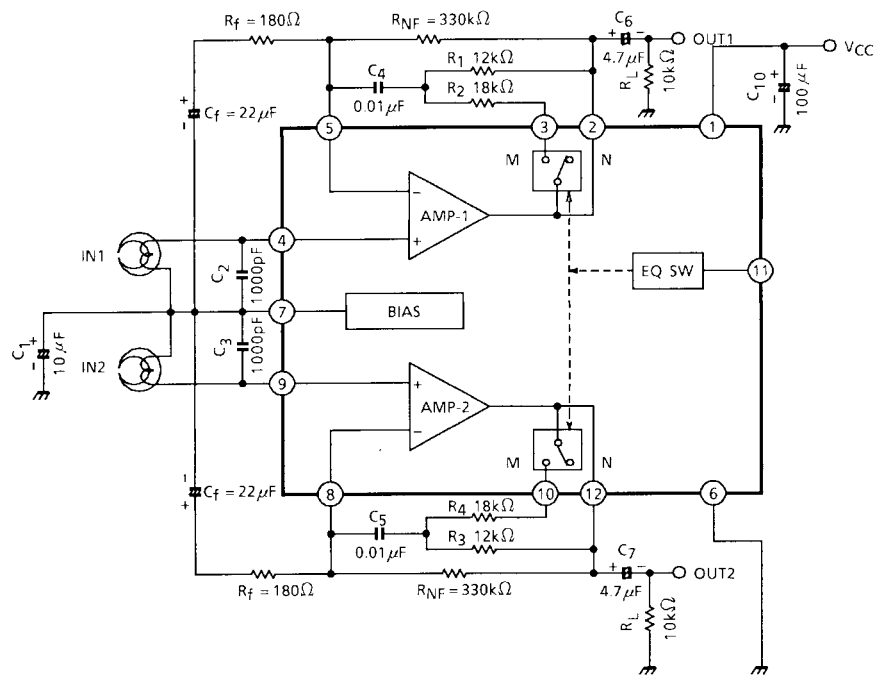 Rf = 180Ω
RNF = 330kΩ
C6
+ −
4.7μF
OUT1
VCC
R1 12kΩ
C4
R2 18kΩ
0.01μF
RL
10kΩ
C10
+
−
100μF
+
−
Cf = 22μF
5
3
2
1
M
N
−
AMP-1
+
4
IN1
C2
1000pF
EQ SW
11
7
BIAS
C1
+
−
10μF
C3
1000pF
IN2
9
+
AMP-2
−
M
N
−
+
Cf = 22μF
8
10
12
6
R4 18kΩ
C5
R3 12kΩ
0.01μF
C7
+ −
4.7μF
OUT2
Rf = 180Ω
RNF = 330kΩ
RL
10kΩ